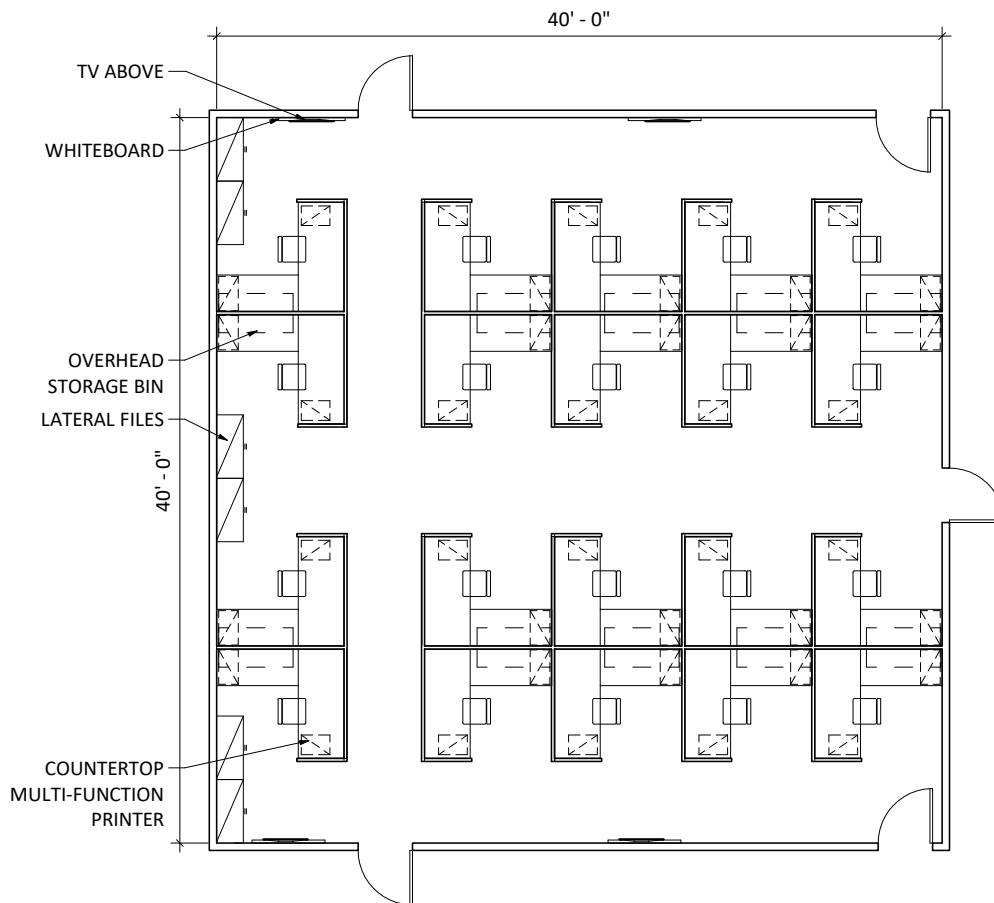 40' - 0"
TV ABOVE
WHITEBOARD
OVERHEAD
STORAGE BIN
LATERAL FILES
40' - 0"
COUNTERTOP
MULTI-FUNCTION
PRINTER